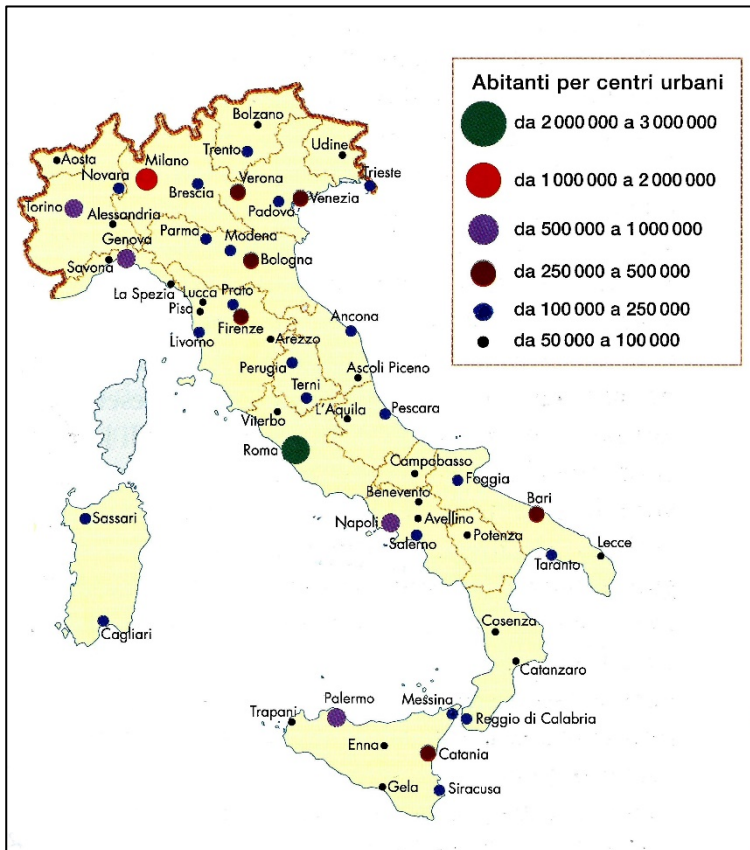 Abitanti per centri urbani
da 2 000 000 a 3 000 000
da 1 000 000 a 2 000 000
da 500 000 a 1 000 000
da 250 000 a 500 000
da 100 000 a 250 000
da 50 000 a 100 000
Bolzano
Aosta
Milano
Trento
Udine
Novara
Brescia
Verona
Trieste
Torino
Padova
Venezia
Alessandria
Parma
Modena
Genova
Bologna
Savona
La Spezia
Lucca
Prato
Pisa
Firenze
Ancona
Livorno
Arezzo
Perugia
Ascoli Piceno
Terni
Viterbo
L'Aquila
Pescara
Roma
Campobasso
Foggia
Benevento
Bari
Napoli
Avellino
Sassari
Salerno
Potenza
Lecce
Taranto
Cagliari
Cosenza
Catanzaro
Palermo
Messina
Trapani
Reggio di Calabria
Enna
Catania
Gela
Siracusa